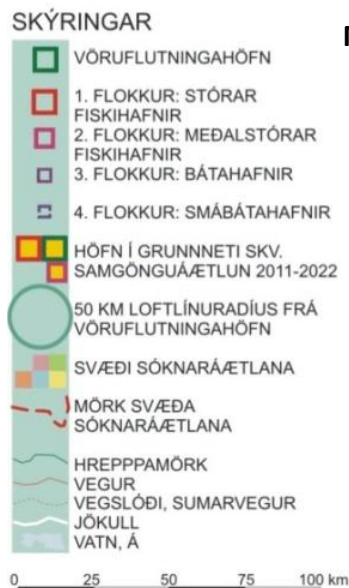 SKÝRINGAR
VÖRUFLUTNINGAHÖFN
1. FLOKKUR: STÓRAR
FISKIHAFNIR
2. FLOKKUR: MEÐALSTÓRAR
FISKIHAFNIR
3. FLOKKUR: BÁTAHAFNIR
4. FLOKKUR: SMÁBÁTAHAFNIR
HÖFN Í GRUNNNETI SKV.
SAMGÖNGUÁÆTLUN 2011-2022
50 KM LOFTLÍNURADÍUS FRÁ
VÖRUFLUTNINGAHÖFN
SVÆÐI SÓKNARÁÆTLANA
MÖRK SVÆÐA
SÓKNARÁÆTLANA
HREPPPAMÖRK
VEGUR
VEGSLÓÐI, SUMARVEGUR
JÖKULL
VATN, Á
0 25 50 75 100 km